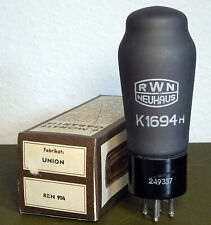 RWN
NEUHAUS
K1694H
249337
Fabrikat:
UNION
REN 904